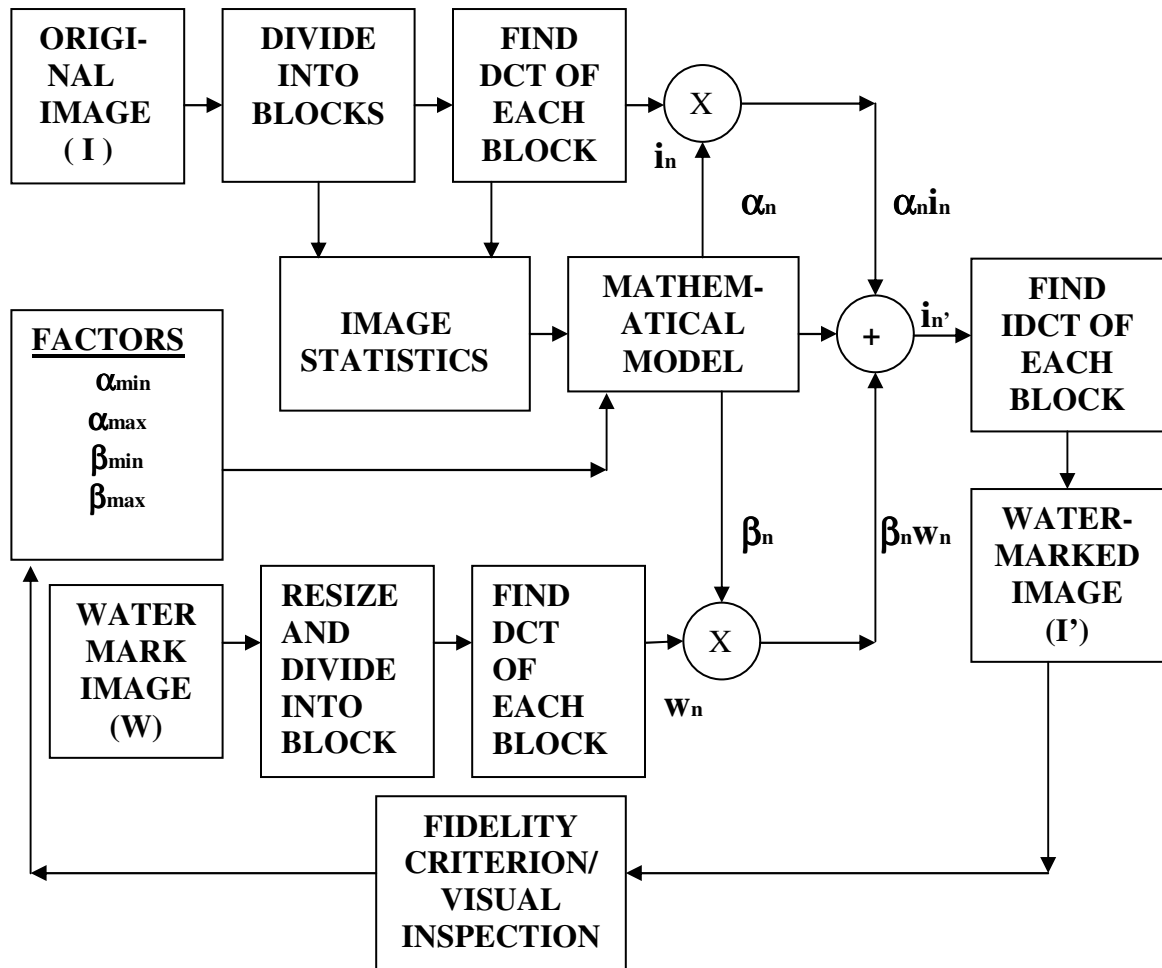 ORIGI-
NAL
IMAGE
( I )
DIVIDE
INTO
BLOCKS
FIND
DCT OF
EACH
BLOCK
X
iₙ
αₙ
αₙiₙ
IMAGE
STATISTICS
MATHEM-
ATICAL
MODEL
+
iₙ'
FIND
IDCT OF
EACH
BLOCK
FACTORS
αmin
αmax
βmin
βmax
βₙ
βₙwₙ
WATER
MARK
IMAGE
(W)
RESIZE
AND
DIVIDE
INTO
BLOCK
FIND
DCT
OF
EACH
BLOCK
X
wₙ
WATER-
MARKED
IMAGE
(I’)
FIDELITY
CRITERION/
VISUAL
INSPECTION